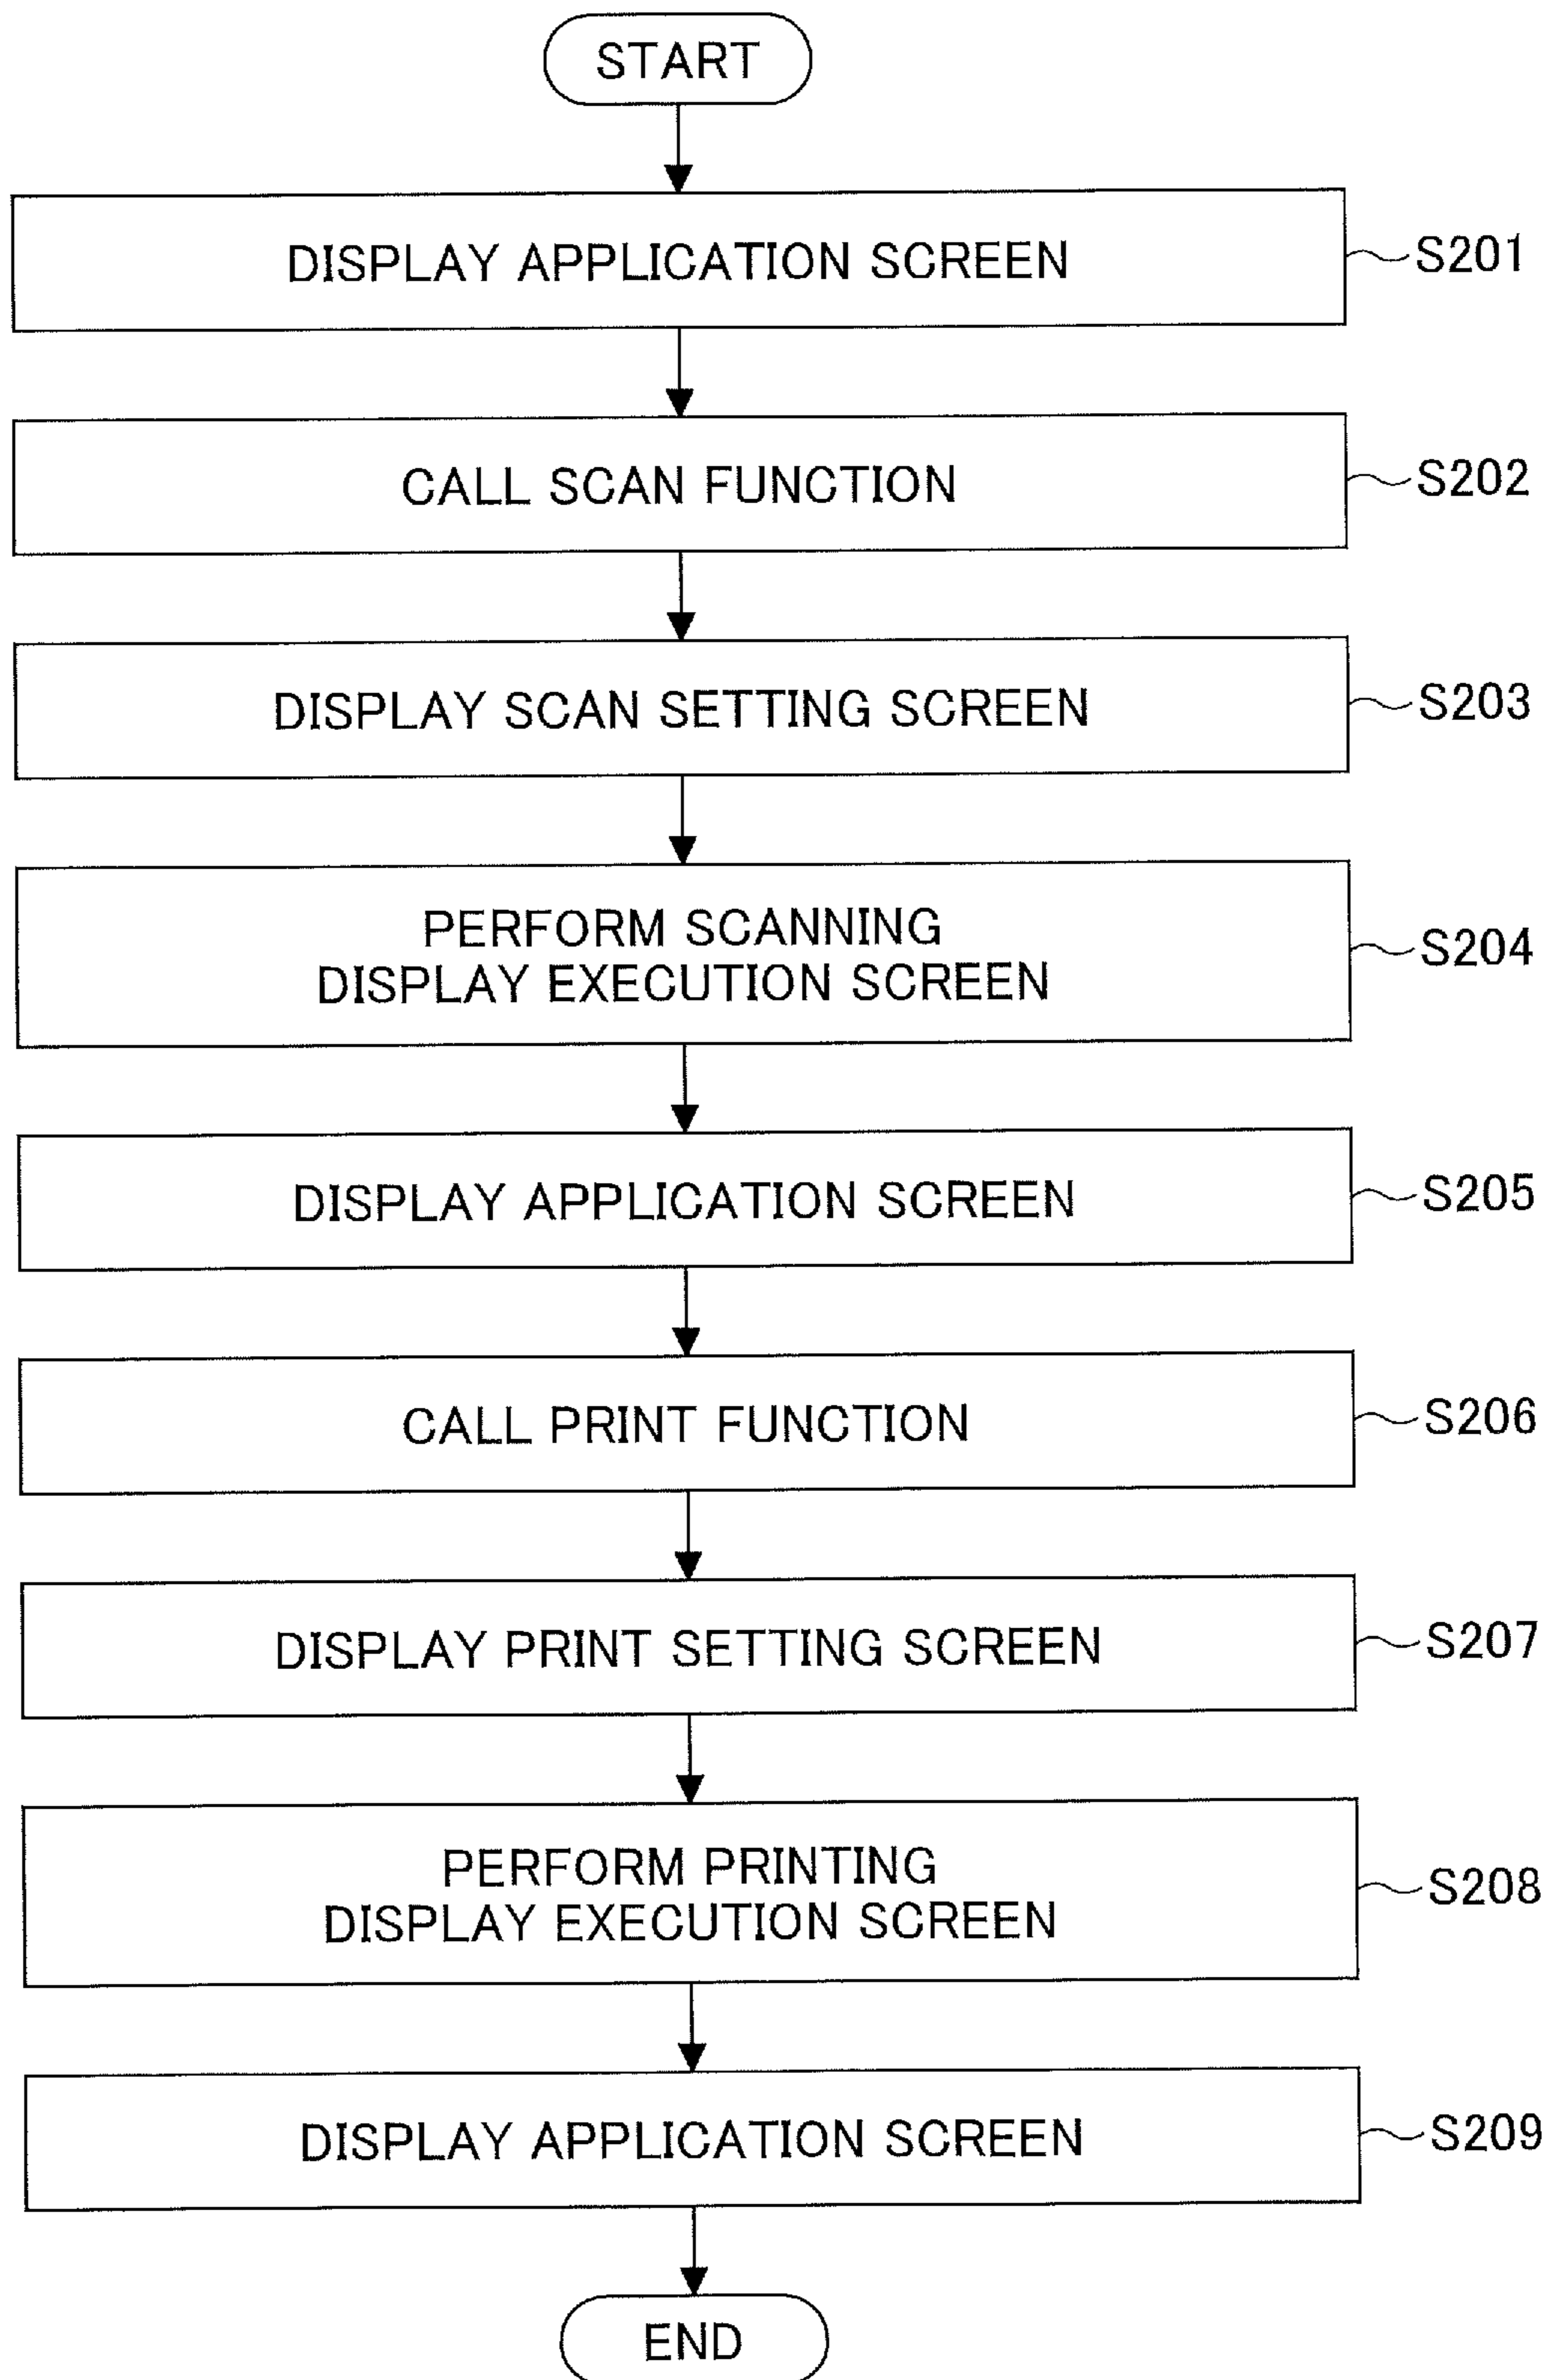 START
DISPLAY APPLICATION SCREEN
S201
CALL SCAN FUNCTION
S202
DISPLAY SCAN SETTING SCREEN
S203
PERFORM SCANNING
DISPLAY EXECUTION SCREEN
S204
DISPLAY APPLICATION SCREEN
S205
CALL PRINT FUNCTION
S206
DISPLAY PRINT SETTING SCREEN
S207
PERFORM PRINTING
DISPLAY EXECUTION SCREEN
S208
DISPLAY APPLICATION SCREEN
S209
END